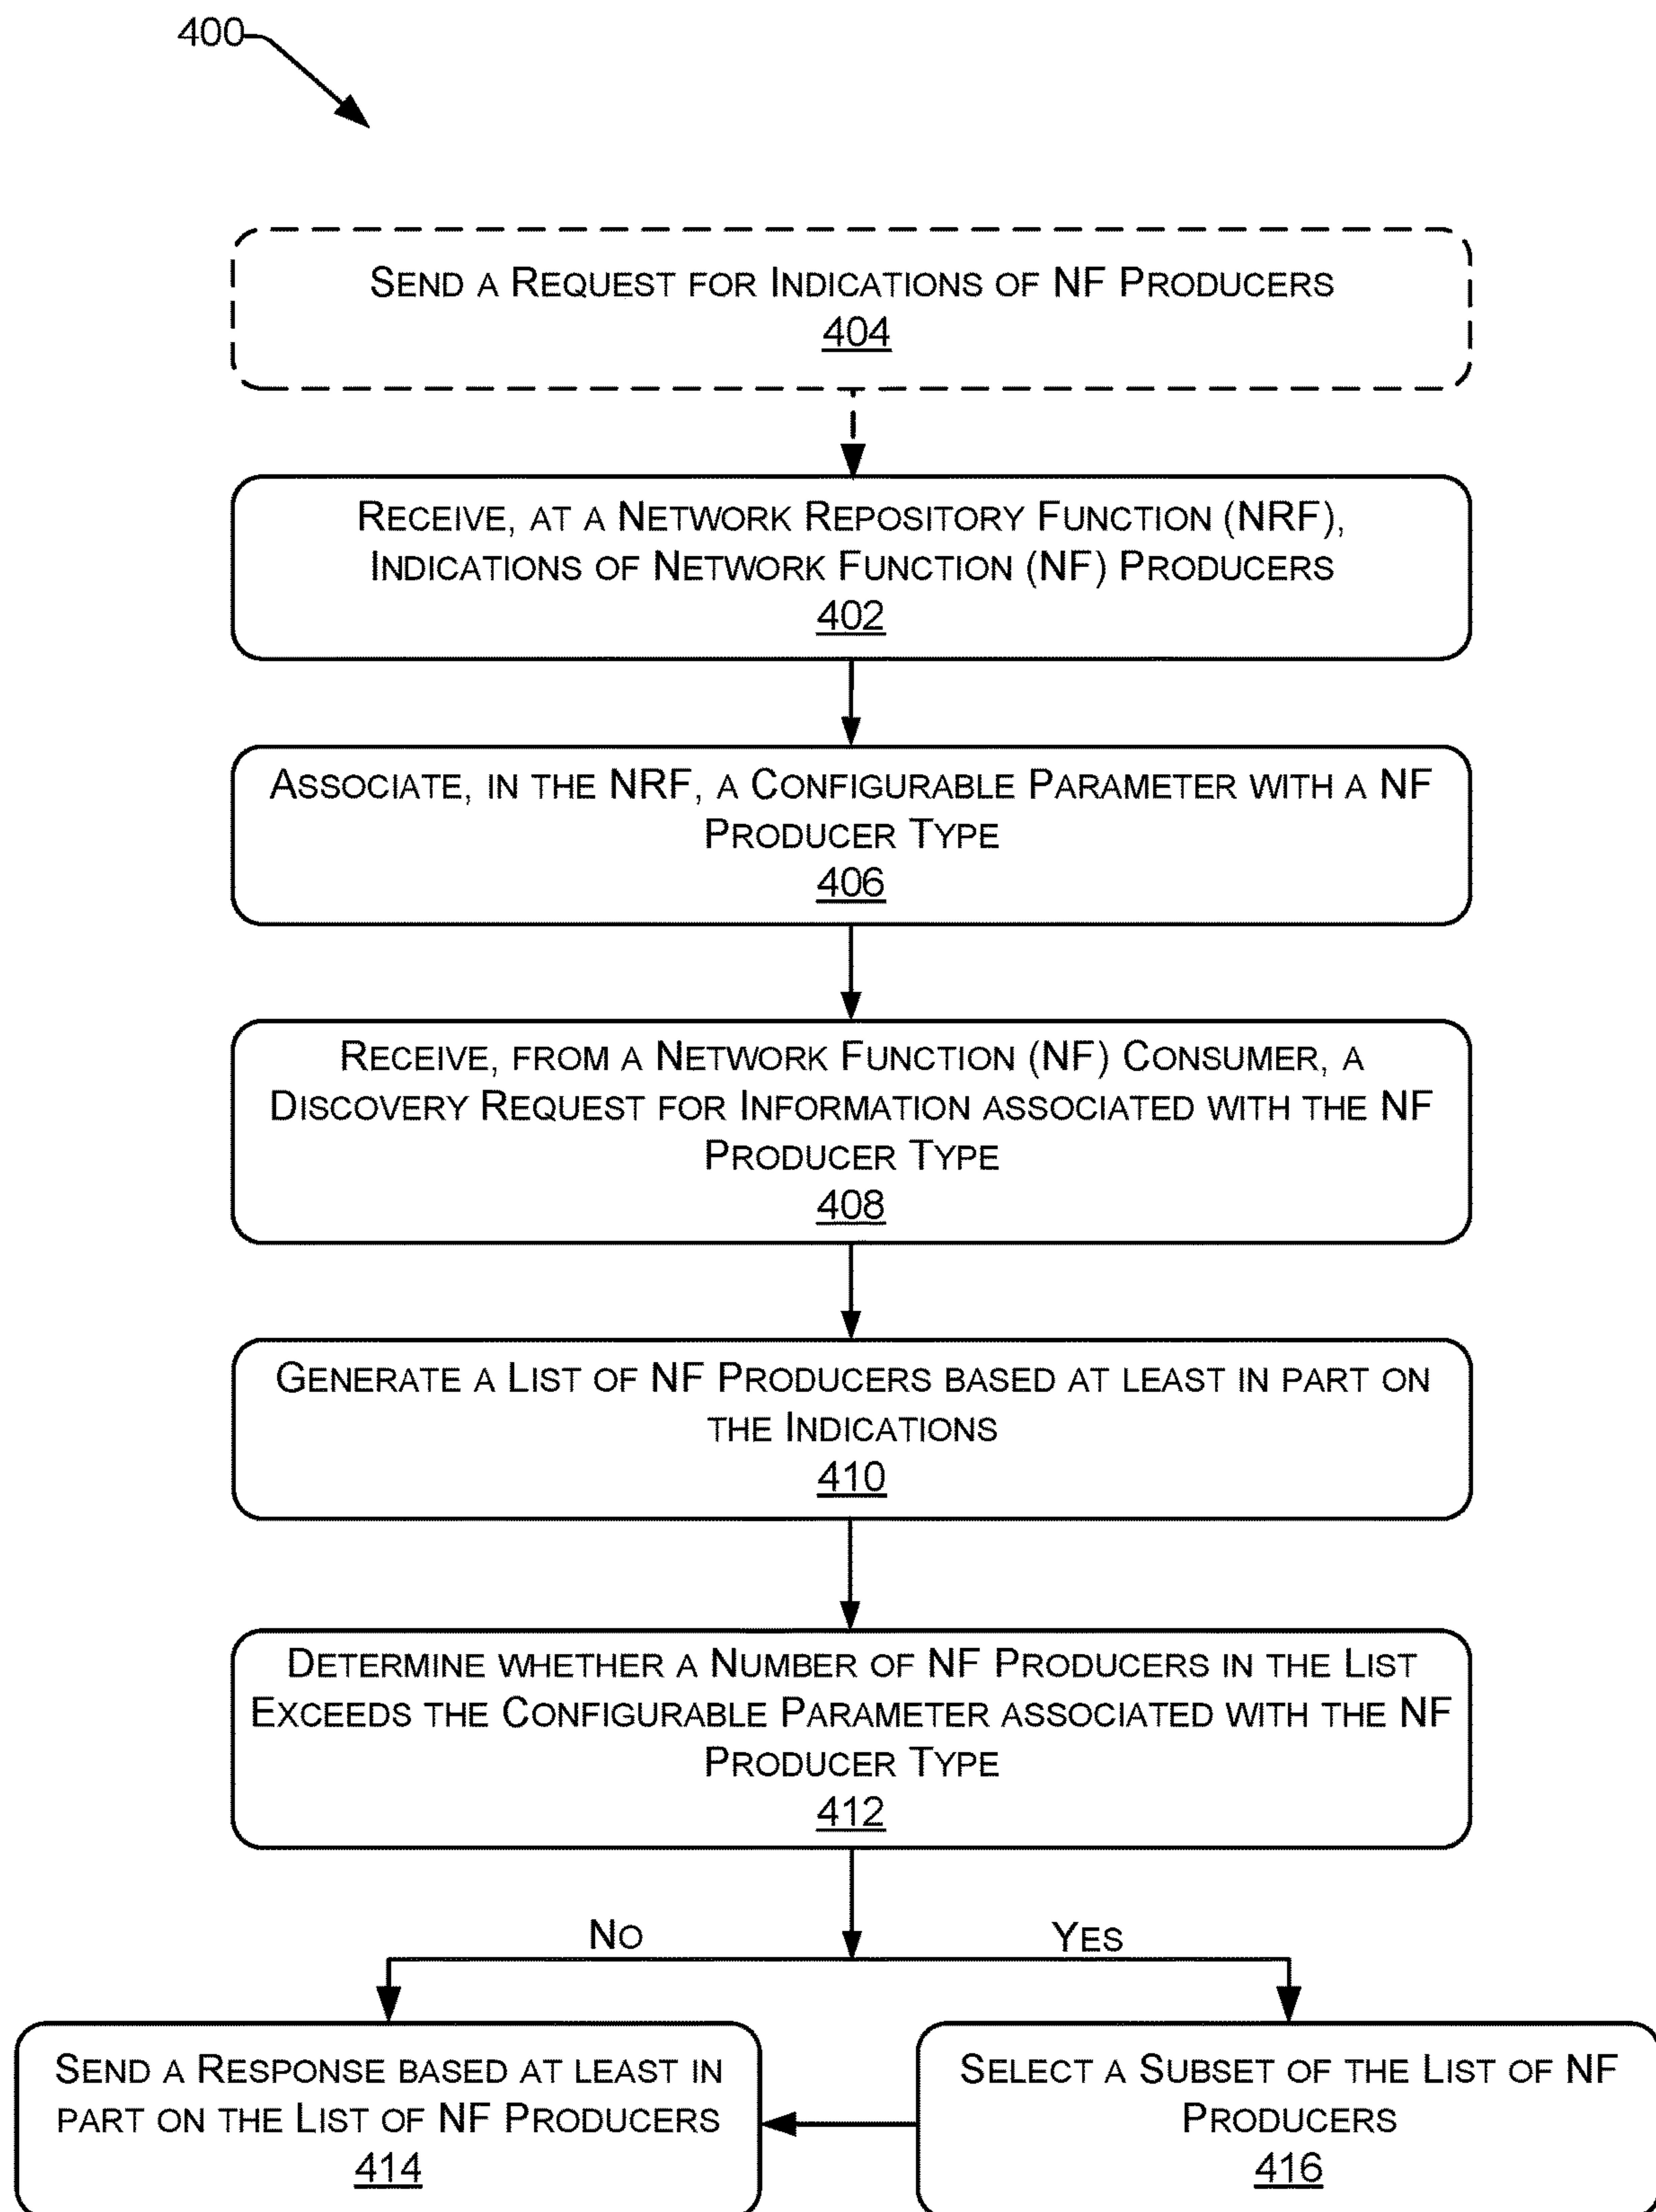 400
Send a Request for Indications of NF Producers
404
Receive, at a Network Repository Function (NRF),
Indications of Network Function (NF) Producers
402
Associate, in the NRF, a Configurable Parameter with a NF
Producer Type
406
Receive, from a Network Function (NF) Consumer, a
Discovery Request for Information associated with the NF
Producer Type
408
Generate a List of NF Producers based at least in part on
the Indications
410
Determine whether a Number of NF Producers in the List
Exceeds the Configurable Parameter associated with the NF
Producer Type
412
No
Yes
Send a Response based at least in
part on the List of NF Producers
414
Select a Subset of the List of NF
Producers
416